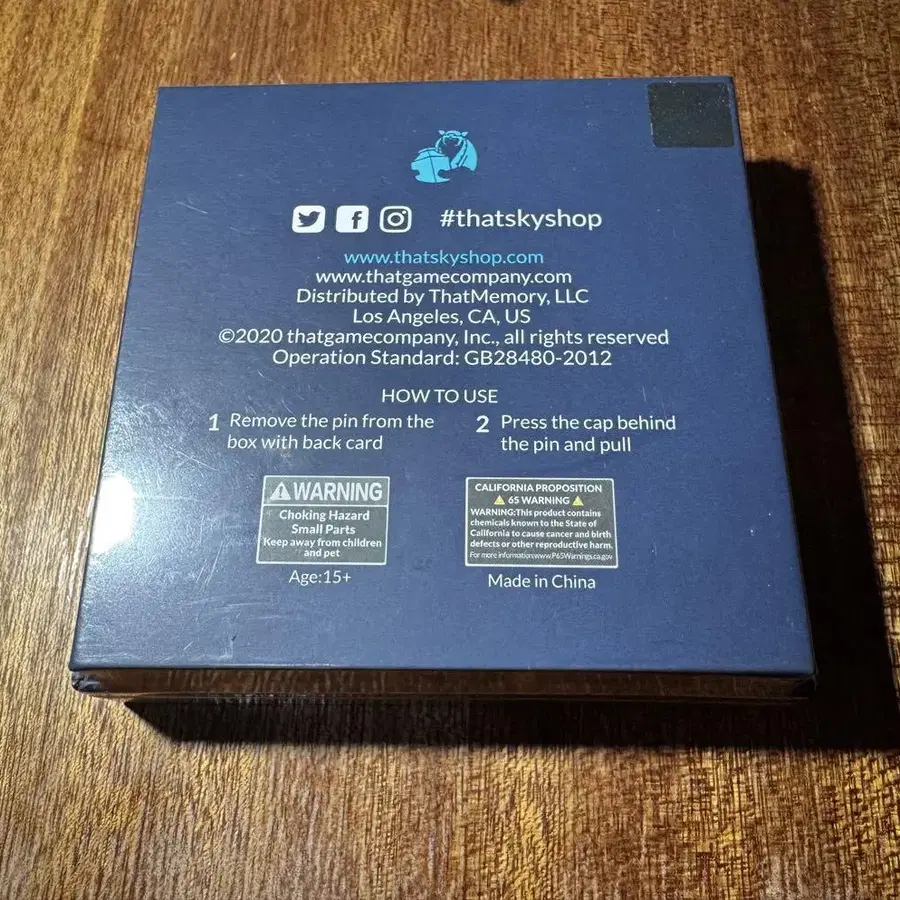 #thatskyshop
www.thatskyshop.com
www.thatgamecompany.com
Distributed by ThatMemory, LLC
Los Angeles, CA, US
©2020 thatgamecompany, Inc., all rights reserved
Operation Standard: GB28480-2012
HOW TO USE
1 Remove the pin from the
box with back card
2 Press the cap behind
the pin and pull
WARNING
Choking Hazard
Small Parts
Keep away from children
and pet
Age:15+
CALIFORNIA PROPOSITION
65 WARNING
WARNING:This product contains
chemicals known to the State of
California to cause cancer and birth
defects or other reproductive harm.
For more information:www.P65Warnings.ca.gov
Made in China